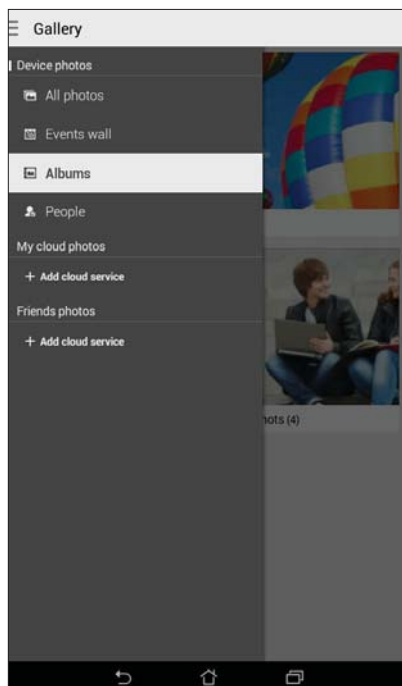 Gallery
Device photos
All photos
Events wall
Albums
People
My cloud photos
+ Add cloud service
Friends photos
+ Add cloud service
hots (4)